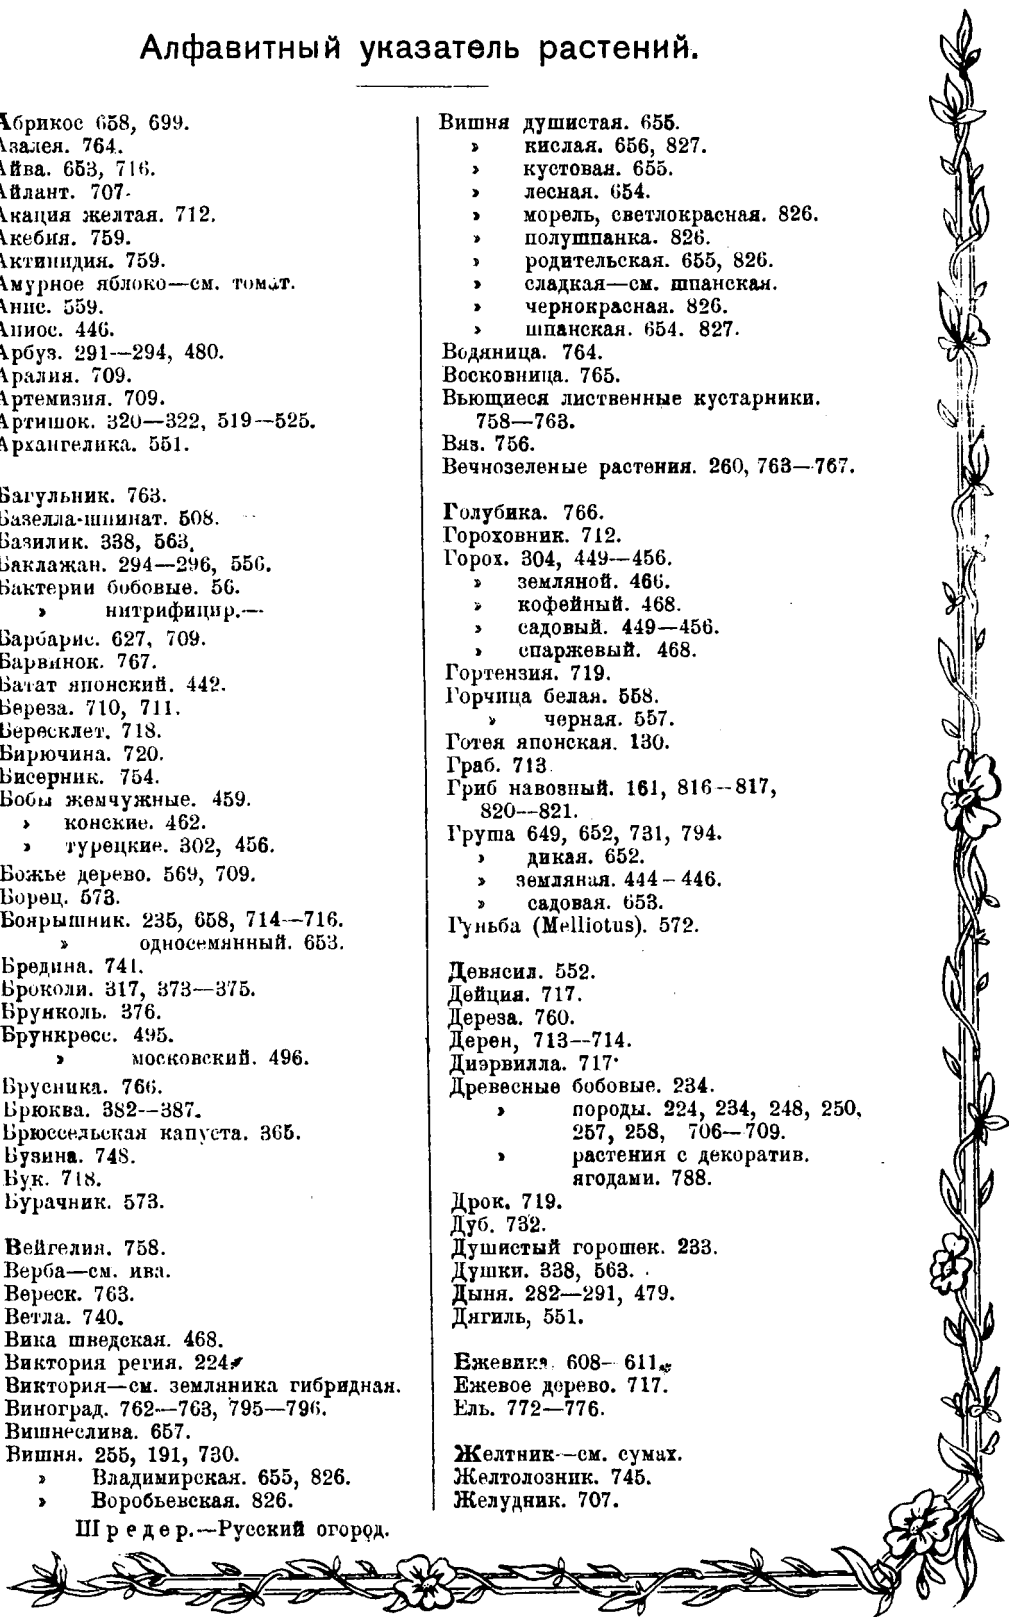 Алфавитный указатель растений.
Абрикос 658, 699.
Азалея. 764.
Айва. 653, 716.
Айлант. 707.
Акация желтая. 712.
Акебия. 759.
Актинидия. 759.
Амурное яблоко—см. томат.
Анис. 559.
Апиос. 446.
Арбуз. 291—294, 480.
Аралия. 709.
Артемизия. 709.
Артишок. 320—322, 519—525.
Архангелика. 551.
Багульник. 763.
Базелла-шпинат. 508.
Базилик. 338, 563.
Баклажан. 294—296, 556.
Бактерии бобовые. 56.
» нитрифицир.—
Барбарис. 627, 709.
Барвинок. 767.
Батат японский. 442.
Береза. 710, 711.
Бересклет. 718.
Бирючина. 720.
Бисерник. 754.
Бобы жемчужные. 459.
» конские. 462.
» турецкие. 302, 456.
Божье дерево. 569, 709.
Борец. 573.
Боярышник. 235, 658, 714—716.
» односемянный. 653.
Бредина. 741.
Броколи. 317, 373—375.
Брунколь. 376.
Брункресс. 495.
» московский. 496.
Брусника. 766.
Брюква. 382—387.
Брюссельская капуста. 365.
Бузина. 748.
Бук. 718.
Бурачник. 573.
Вейгелия. 758.
Верба—см. ива.
Вереск. 763.
Ветла. 740.
Вика шведская. 468.
Виктория регия. 224
Виктория—см. земляника гибридная.
Виноград. 762—763, 795—796.
Вишнеслива. 657.
Вишня. 255, 191, 730.
» Владимирская. 655, 826.
» Воробьевская. 826.
Шредер.—Русский огород.
Вишня душистая. 655.
» кислая. 656, 827.
» кустовая. 655.
» лесная. 654.
» морель, светлокрасная. 826.
» полушпанка. 826.
» родительская. 655, 826.
» сладкая—см. шпанская.
» чернокрасная. 826.
» шпанская. 654. 827.
Водяница. 764.
Восковница. 765.
Вьющиеся лиственные кустарники.
758—763.
Вяз. 756.
Вечнозеленые растения. 260, 763—767.
Голубика. 766.
Гороховник. 712.
Горох. 304, 449—456.
» земляной. 466.
» кофейный. 468.
» садовый. 449—456.
» спаржевый. 468.
Гортензия. 719.
Горчица белая. 558.
» черная. 557.
Готея японская. 130.
Граб. 713
Гриб навозный. 161, 816—817,
820—821.
Груша 649, 652, 731, 794.
» дикая. 652.
» земляная. 444—446.
» садовая. 653.
Гуньба (Melliotus). 572.
Девясил. 552.
Дейция. 717.
Дереза. 760.
Дерен, 713—714.
Диэрвилла. 717.
Древесные бобовые. 234.
» породы. 224, 234, 248, 250,
257, 258, 706—709.
» растения с декоратив.
ягодами. 788.
Дрок. 719.
Дуб. 732.
Душистый горошек. 233.
Душки. 338, 563.
Дыня. 282—291, 479.
Дягиль, 551.
Ежевика. 608—611.
Ежевое дерево. 717.
Ель. 772—776.
Желтник—см. сумах.
Желтолозник. 745.
Желудник. 707.